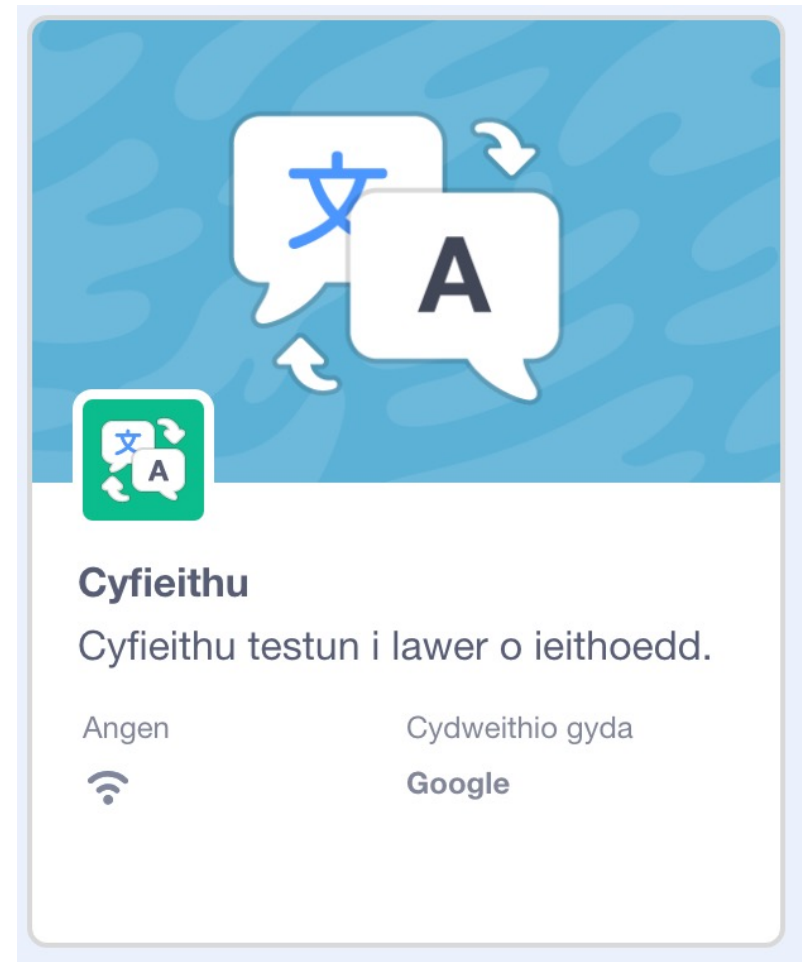 文
A
文
A
Cyfieithu
Cyfieithu testun i lawer o ieithoedd.
Angen
Cydweithio gyda
Google